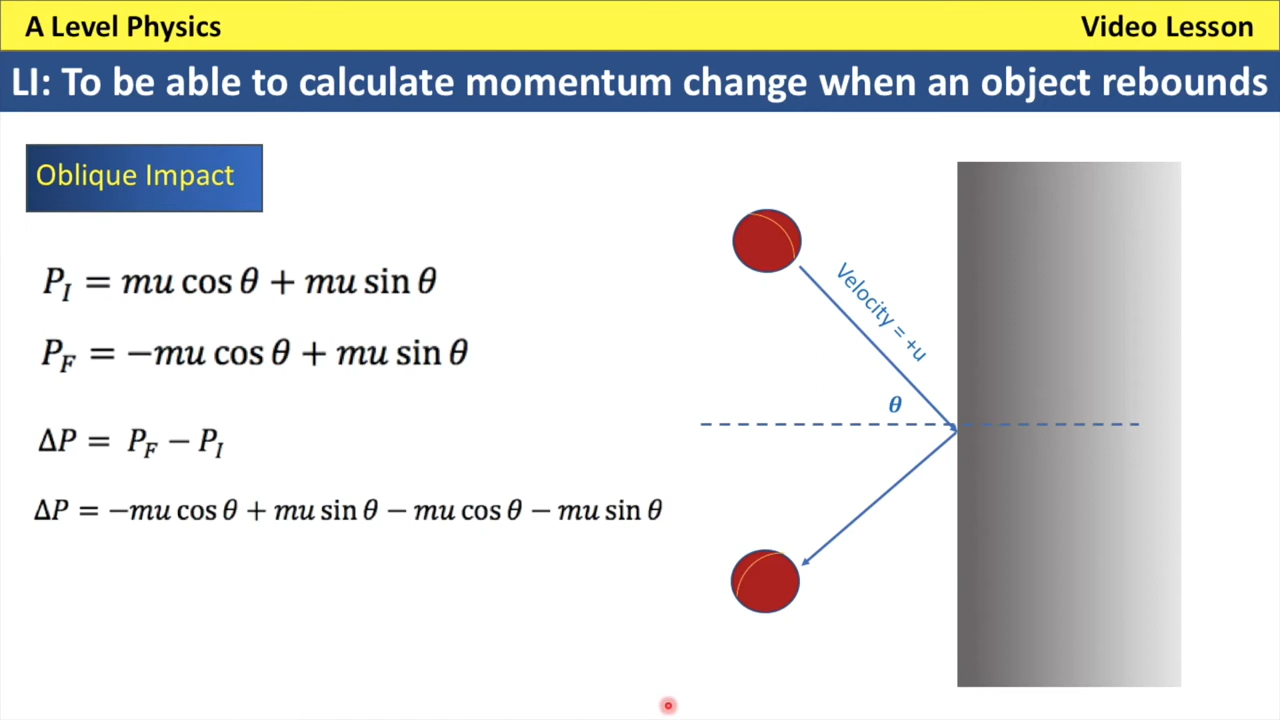 A Level Physics
Video Lesson
LI: To be able to calculate momentum change when an object rebounds
Oblique Impact
P_I = mu cos θ + mu sin θ
P_F = −mu cos θ + mu sin θ
ΔP = P_F − P_I
ΔP = −mu cos θ + mu sin θ − mu cos θ − mu sin θ
Velocity = +u
θ